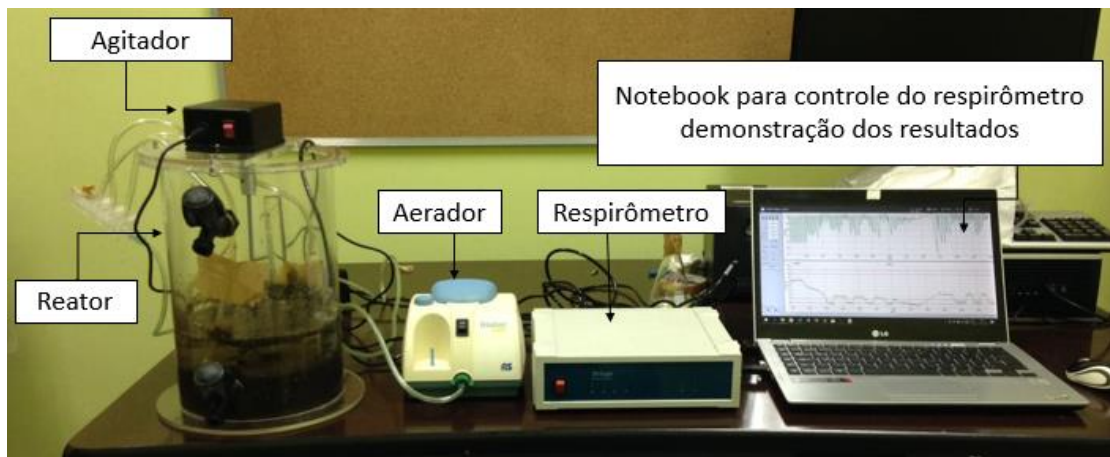 Agitador
Notebook para controle do respirômetro
demonstração dos resultados
Aerador
Respirômetro
Reator
LG